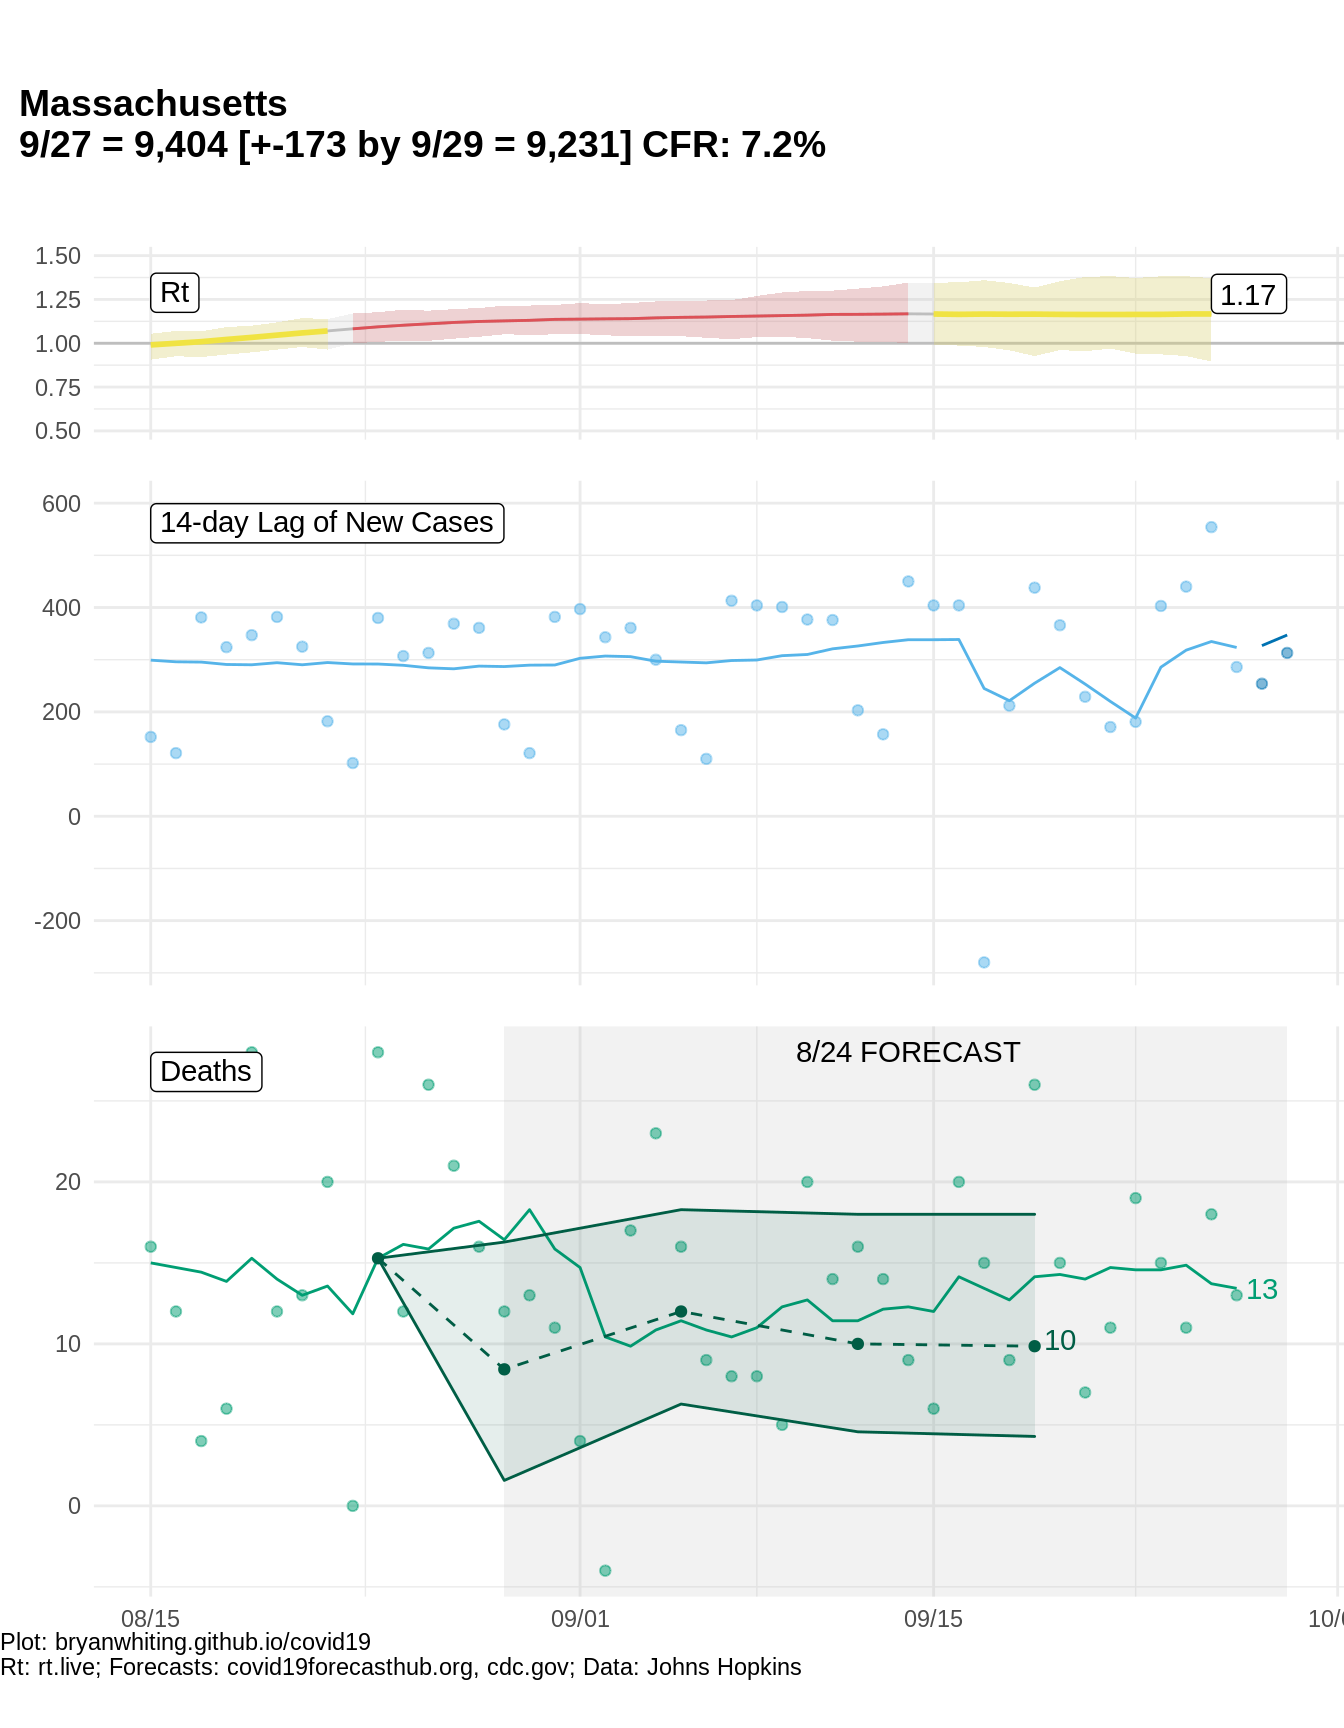 Massachusetts
9/27 = 9,404 [+-173 by 9/29 = 9,231] CFR: 7.2%
1.50
Rt
1.25
1.17
1.00
0.75
0.50
600
14-day Lag of New Cases
400
200
0
-200
8/24 FORECAST
Deaths
20
13
10
10
0
08/15 09/01 09/15
Plot: bryanwhiting.github.io/covid19
Rt: rt.live; Forecasts: covid19forecasthub.org, cdc.gov; Data: Johns Hopkins